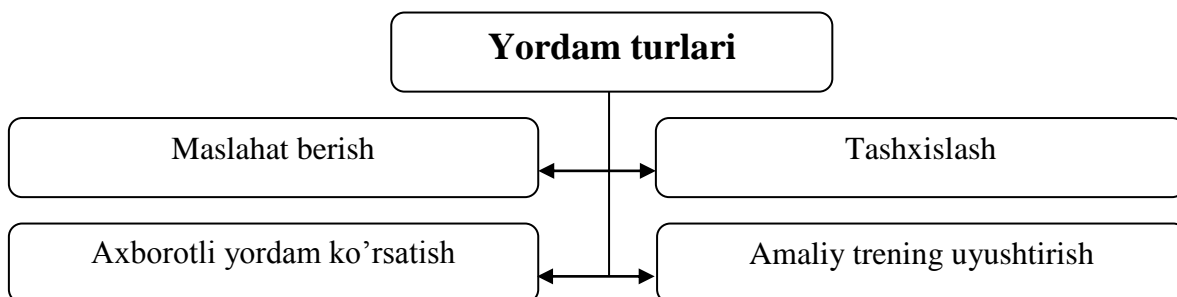 Yordam turlari
Maslahat berish
Tashxislash
Axborotli yordam ko’rsatish
Amaliy trening uyushtirish